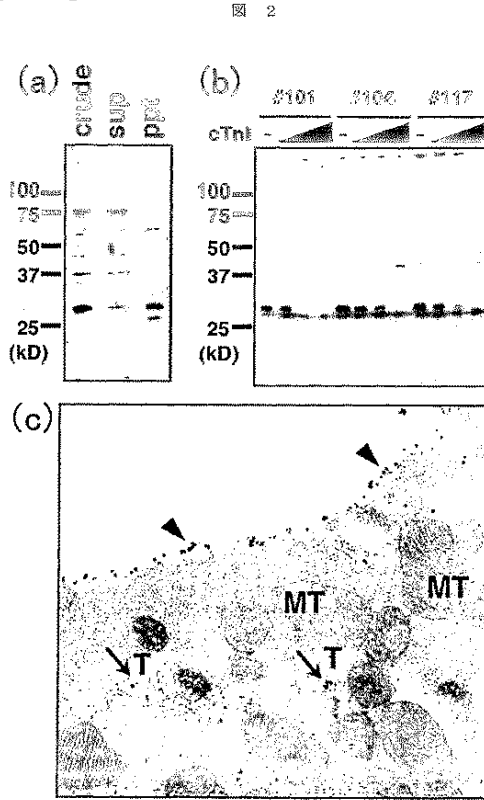 図 2
(a)
crude sup ppt
100
75
50
37
25
(kD)
(b)
#101 #106 #117
cTnI – – –
100
75
50
37
25
(kD)
(c)
MT
MT
T
T